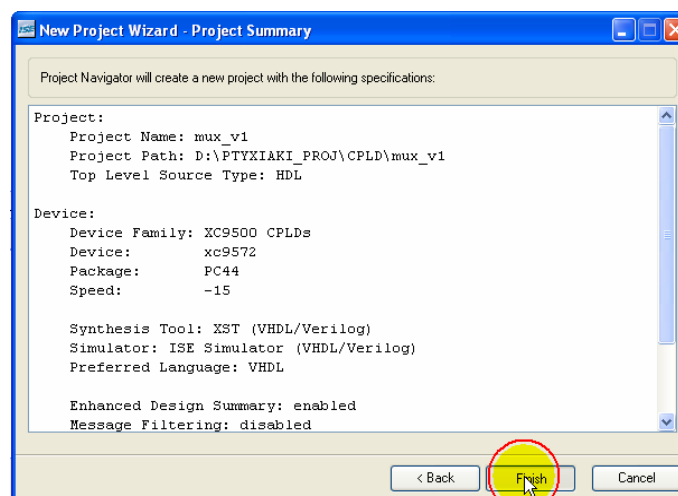 ISE New Project Wizard - Project Summary
Project Navigator will create a new project with the following specifications:
Project:
Project Name: mux_v1
Project Path: D:\PTYXIAKI_PROJ\CPLD\mux_v1
Top Level Source Type: HDL
Device:
Device Family: XC9500 CPLDs
Device: xc9572
Package: PC44
Speed: -15
Synthesis Tool: XST (VHDL/Verilog)
Simulator: ISE Simulator (VHDL/Verilog)
Preferred Language: VHDL
Enhanced Design Summary: enabled
Message Filtering: disabled
< Back Finish Cancel